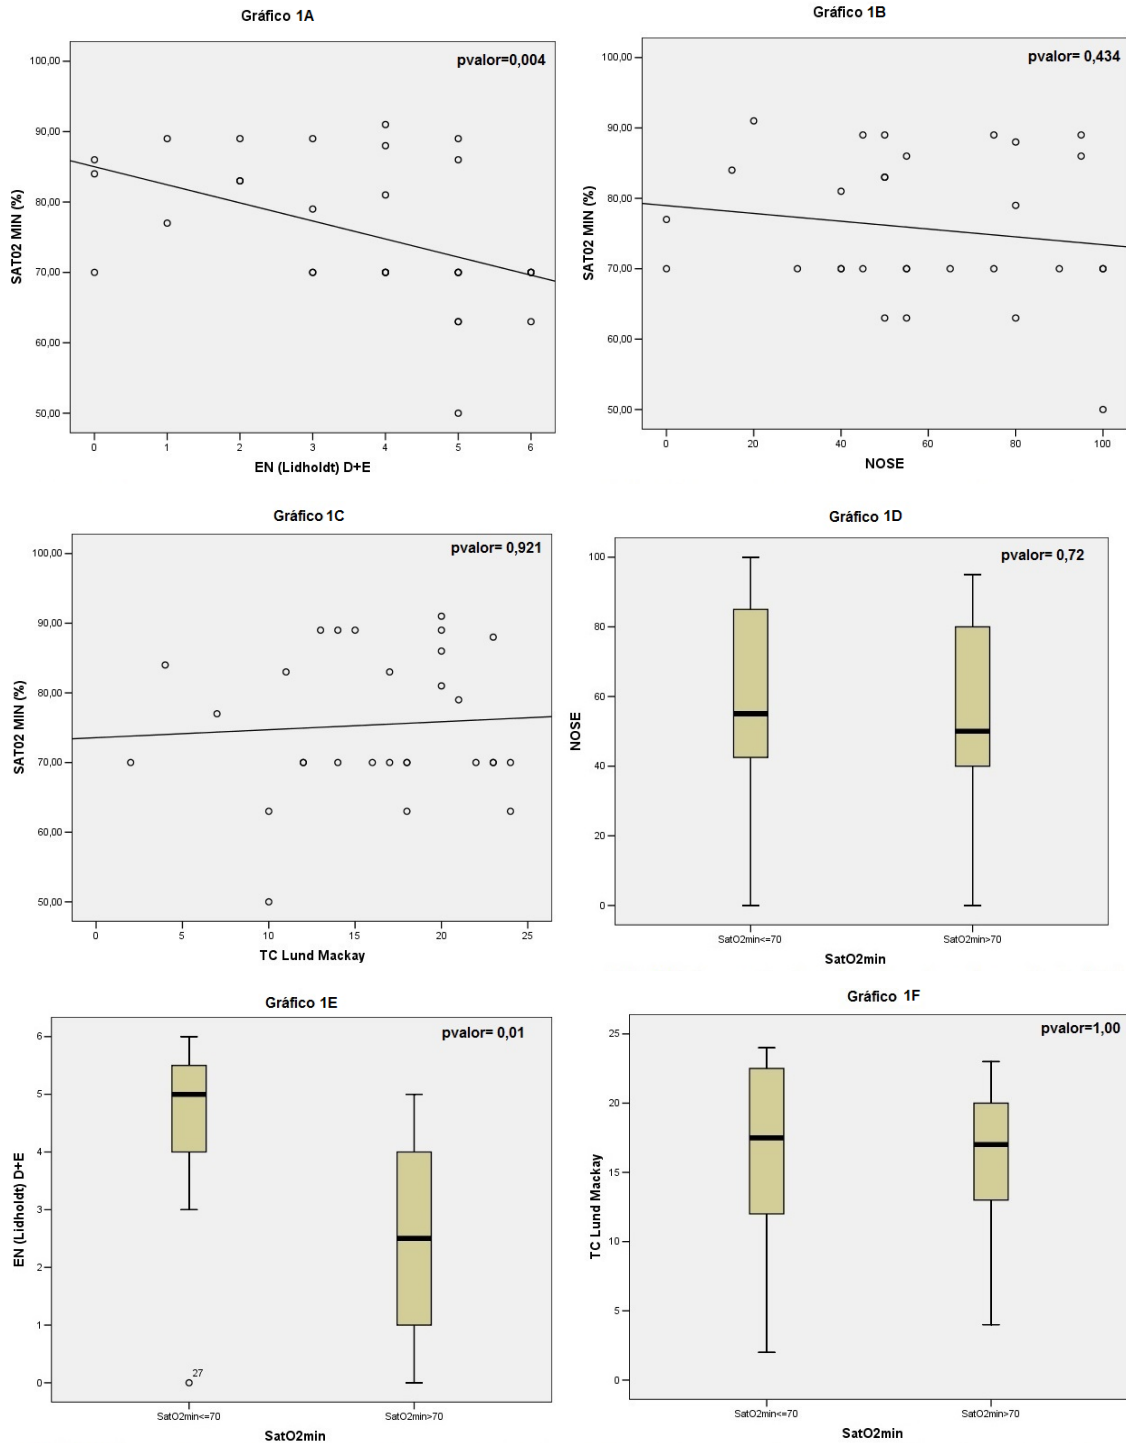 Gráfico 1A
pvalor=0,004
100,00
90,00
80,00
70,00
60,00
50,00
SAT02 MIN (%)
0 1 2 3 4 5 6
EN (Lidholdt) D+E
Gráfico 1B
pvalor= 0,434
100,00
90,00
80,00
70,00
60,00
50,00
SAT02 MIN (%)
0 20 40 60 80 100
NOSE
Gráfico 1C
pvalor= 0,921
100,00
90,00
80,00
70,00
60,00
50,00
SAT02 MIN (%)
0 5 10 15 20 25
TC Lund Mackay
Gráfico 1D
pvalor= 0,72
100
80
60
40
20
0
NOSE
SatO2min<=70 SatO2min>70
SatO2min
Gráfico 1E
pvalor= 0,01
6
5
4
3
2
1
0
EN (Lidholdt) D+E
27
SatO2min<=70 SatO2min>70
SatO2min
Gráfico 1F
pvalor=1,00
25
20
15
10
5
0
TC Lund Mackay
SatO2min<=70 SatO2min>70
SatO2min